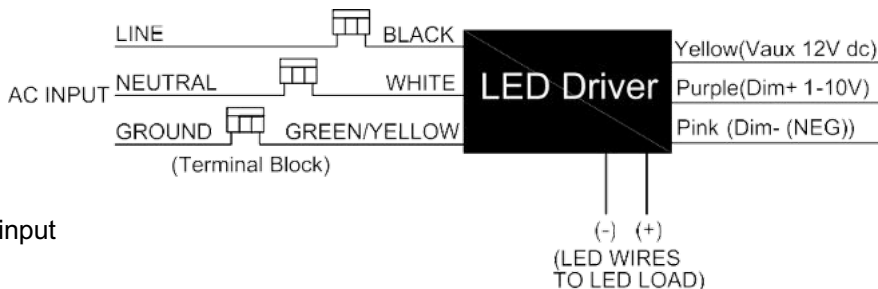 LINE BLACK
AC INPUT NEUTRAL WHITE
GROUND GREEN/YELLOW
(Terminal Block)
LED Driver
Yellow(Vaux 12V dc)
Purple(Dim+ 1-10V)
Pink (Dim- (NEG))
input
(-) (+)
(LED WIRES
TO LED LOAD)